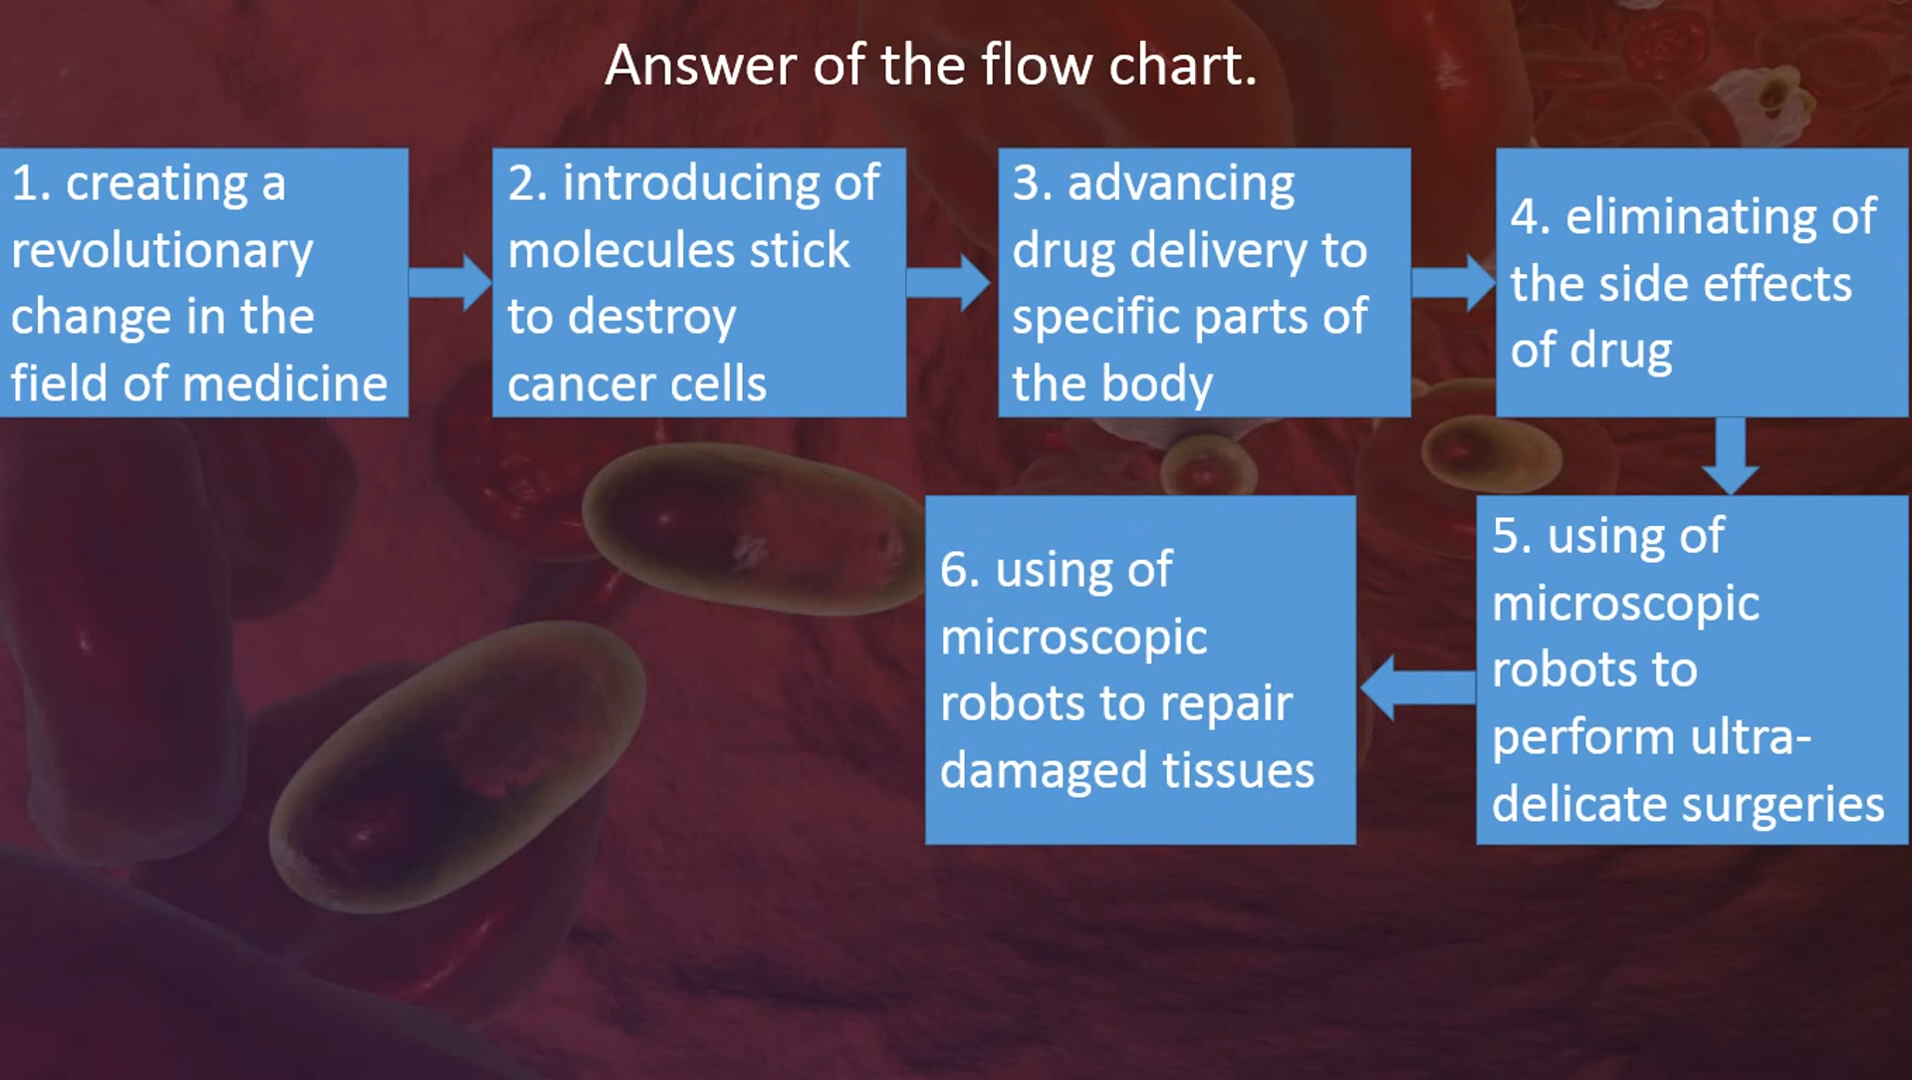 Answer of the flow chart.
1. creating a
revolutionary
change in the
field of medicine
2. introducing of
molecules stick
to destroy
cancer cells
3. advancing
drug delivery to
specific parts of
the body
4. eliminating of
the side effects
of drug
5. using of
microscopic
robots to
perform ultra-
delicate surgeries
6. using of
microscopic
robots to repair
damaged tissues